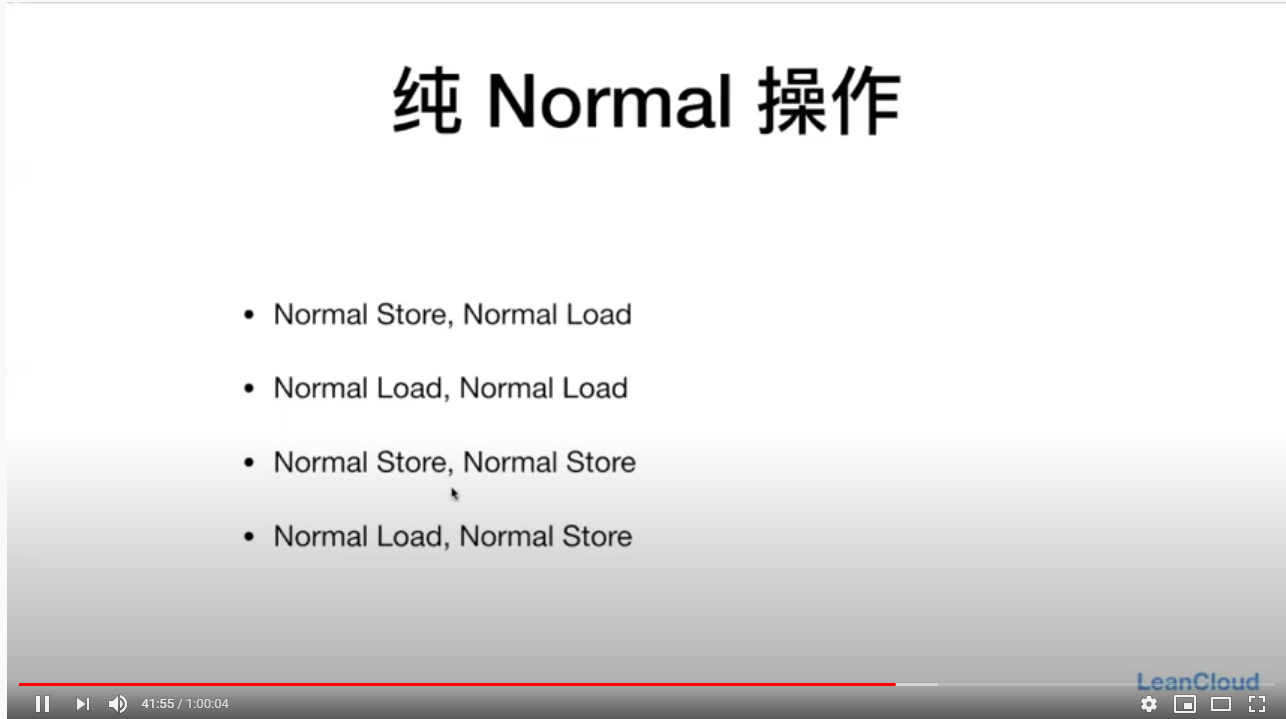 纯 Normal 操作
• Normal Store, Normal Load
• Normal Load, Normal Load
• Normal Store, Normal Store
• Normal Load, Normal Store
LeanCloud
41:55 / 1:00:04